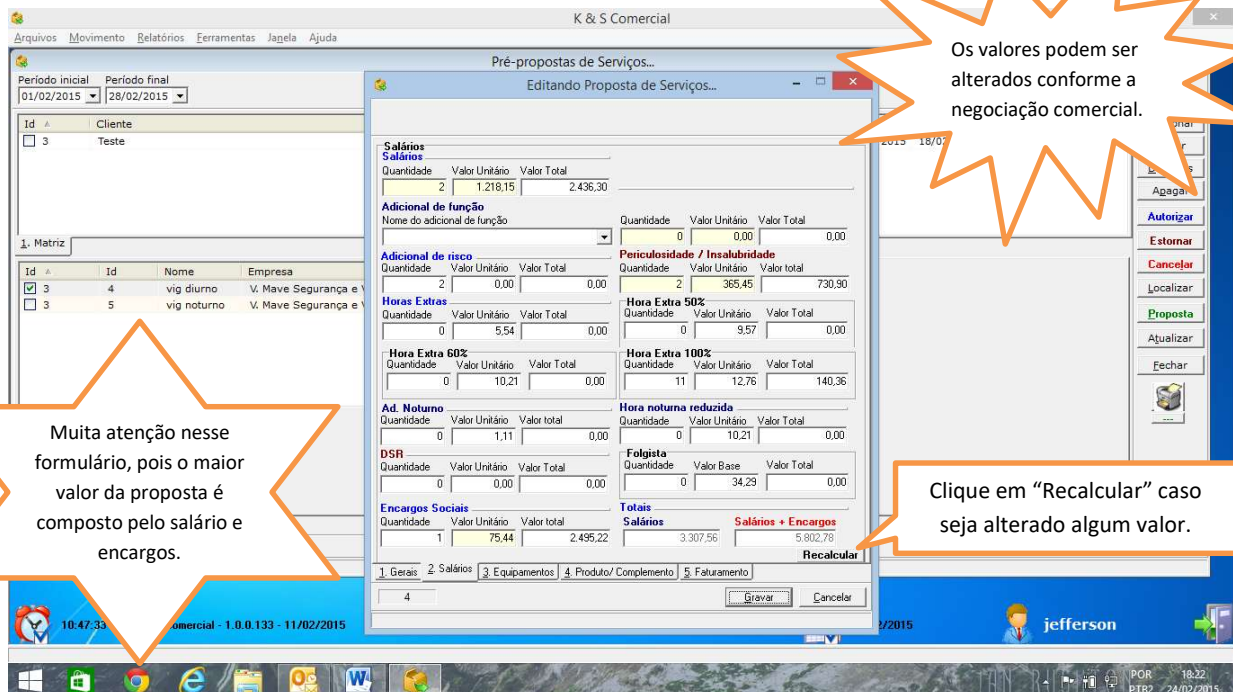 K & S Comercial
Arquivos Movimento Relatórios Ferramentas Janela Ajuda
Pré-propostas de Serviços...
Período inicial Período final
01/02/2015 28/02/2015
Id Cliente
3 Teste
2015 18/02
1. Matriz
Id Id Nome Empresa
3 4 vig diurno V. Mave Segurança e V
3 5 vig noturno V. Mave Segurança e V
Editando Proposta de Serviços...
Salários
Salários
Quantidade Valor Unitário Valor Total
2 1.218,15 2.436,30
Adicional de função
Nome do adicional de função Quantidade Valor Unitário Valor Total
0 0,00 0,00
Adicional de risco Periculosidade / Insalubridade
Quantidade Valor Unitário Valor Total Quantidade Valor Unitário Valor total
2 0,00 0,00 2 365,45 730,90
Horas Extras Hora Extra 50%
Quantidade Valor Unitário Valor Total Quantidade Valor Unitário Valor Total
0 5,54 0,00 0 9,57 0,00
Hora Extra 60% Hora Extra 100%
Quantidade Valor Unitário Valor Total Quantidade Valor Unitário Valor Total
0 10,21 0,00 11 12,76 140,36
Ad. Noturno Hora noturna reduzida
Quantidade Valor Unitário Valor total Quantidade Valor Unitário Valor Total
0 1,11 0,00 0 10,21 0,00
DSR Folgista
Quantidade Valor Unitário Valor Total Quantidade Valor Base Valor Total
0 0,00 0,00 0 34,29 0,00
Encargos Sociais Totais
Quantidade Valor Unitário Valor total Salários Salários + Encargos
1 75,44 2.495,22 3.307,56 5.802,78
Recalcular
1. Gerais 2. Salários 3. Equipamentos 4. Produto/ Complemento 5. Faturamento
4 Gravar Cancelar
Apagar
Autorizar
Estornar
Cancelar
Localizar
Proposta
Atualizar
Fechar
---
Os valores podem ser
alterados conforme a
negociação comercial.
Muita atenção nesse
formulário, pois o maior
valor da proposta é
composto pelo salário e
encargos.
Clique em “Recalcular” caso
seja alterado algum valor.
10:47:33 omercial - 1.0.0.133 - 11/02/2015 2/2015 jefferson
POR 18:22
PTB2 24/02/2015